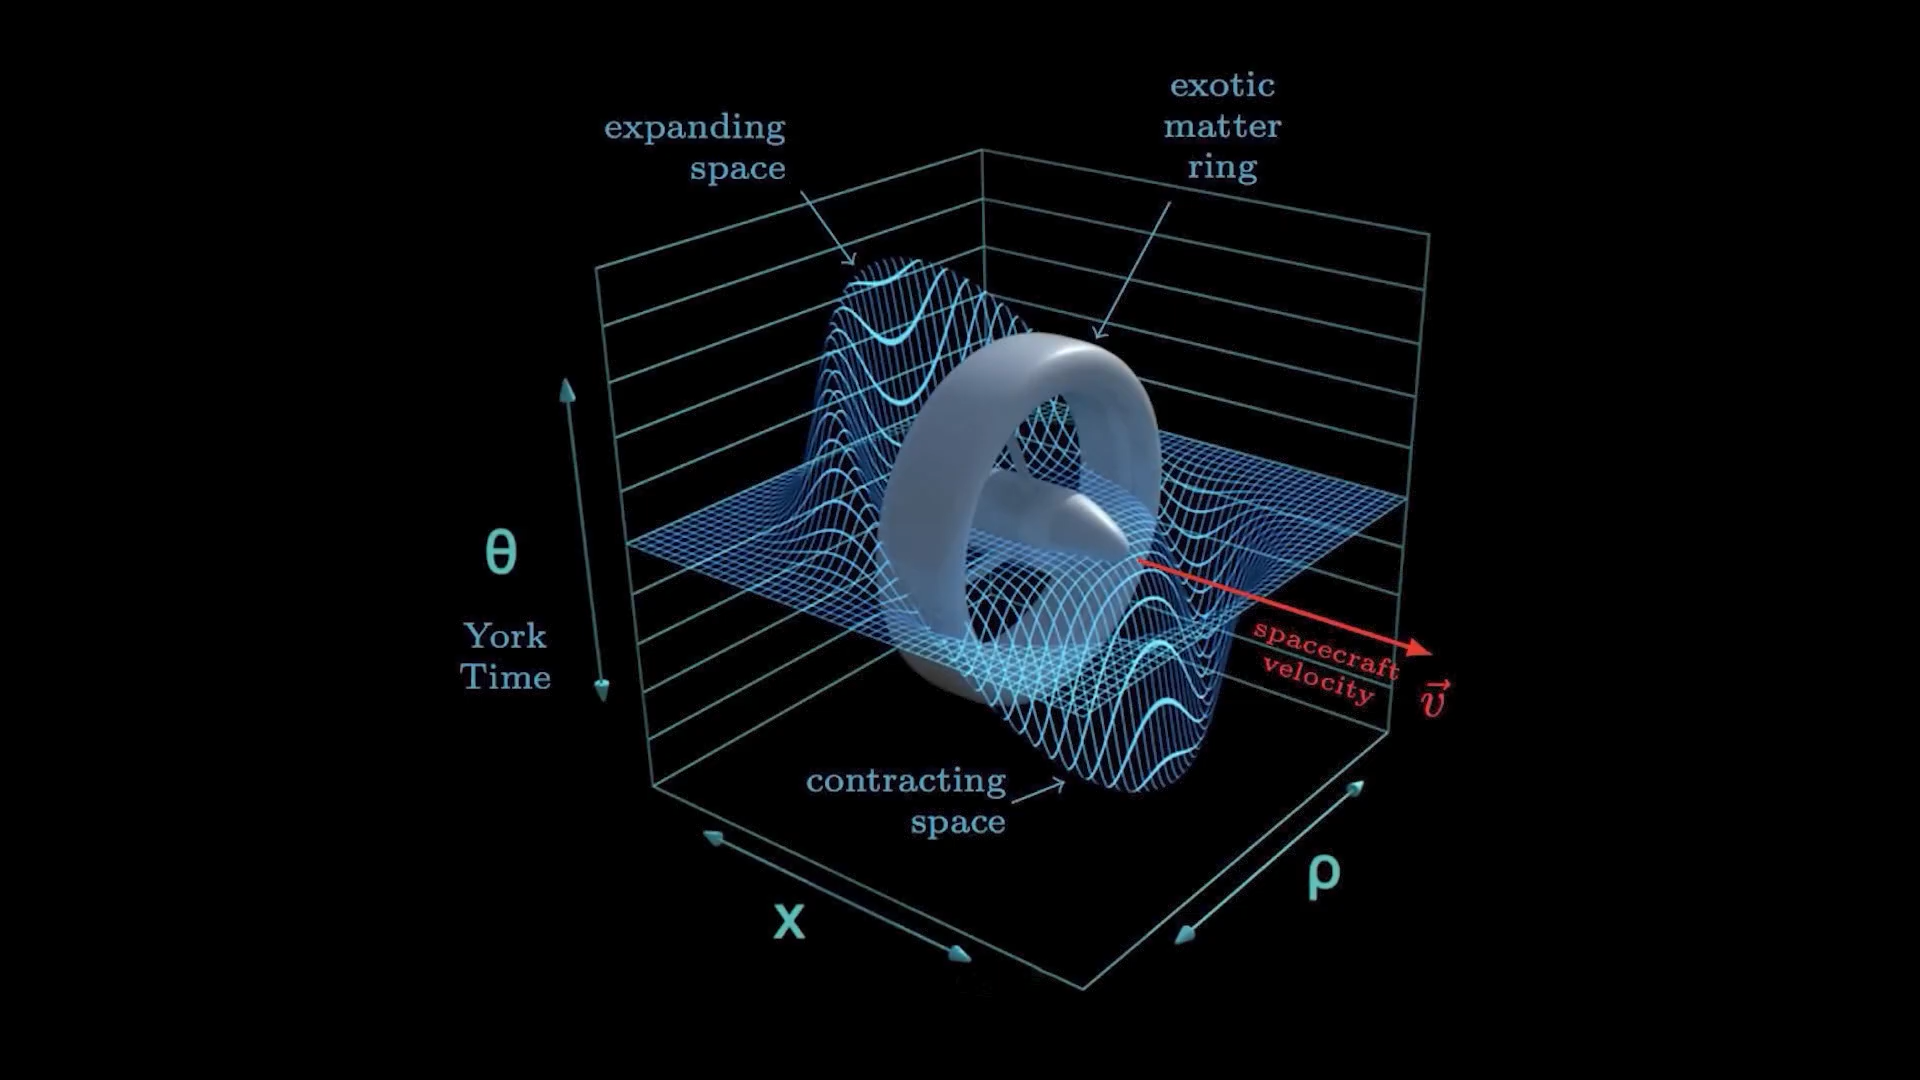 expanding
space
exotic
matter
ring
θ
York
Time
spacecraft
velocity
v⃗
contracting
space
x
ρ